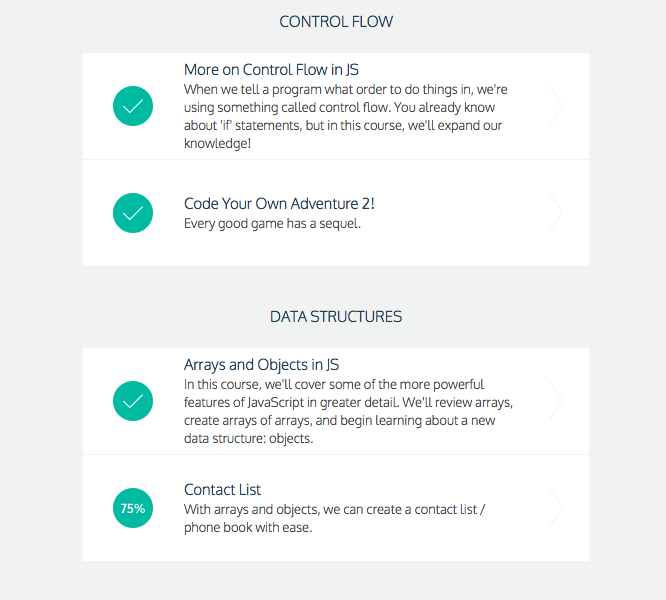 CONTROL FLOW
More on Control Flow in JS
When we tell a program what order to do things in, we're
using something called control flow. You already know
about 'if' statements, but in this course, we'll expand our
knowledge!
Code Your Own Adventure 2!
Every good game has a sequel.
DATA STRUCTURES
Arrays and Objects in JS
In this course, we'll cover some of the more powerful
features of JavaScript in greater detail. We'll review arrays,
create arrays of arrays, and begin learning about a new
data structure: objects.
75%
Contact List
With arrays and objects, we can create a contact list /
phone book with ease.